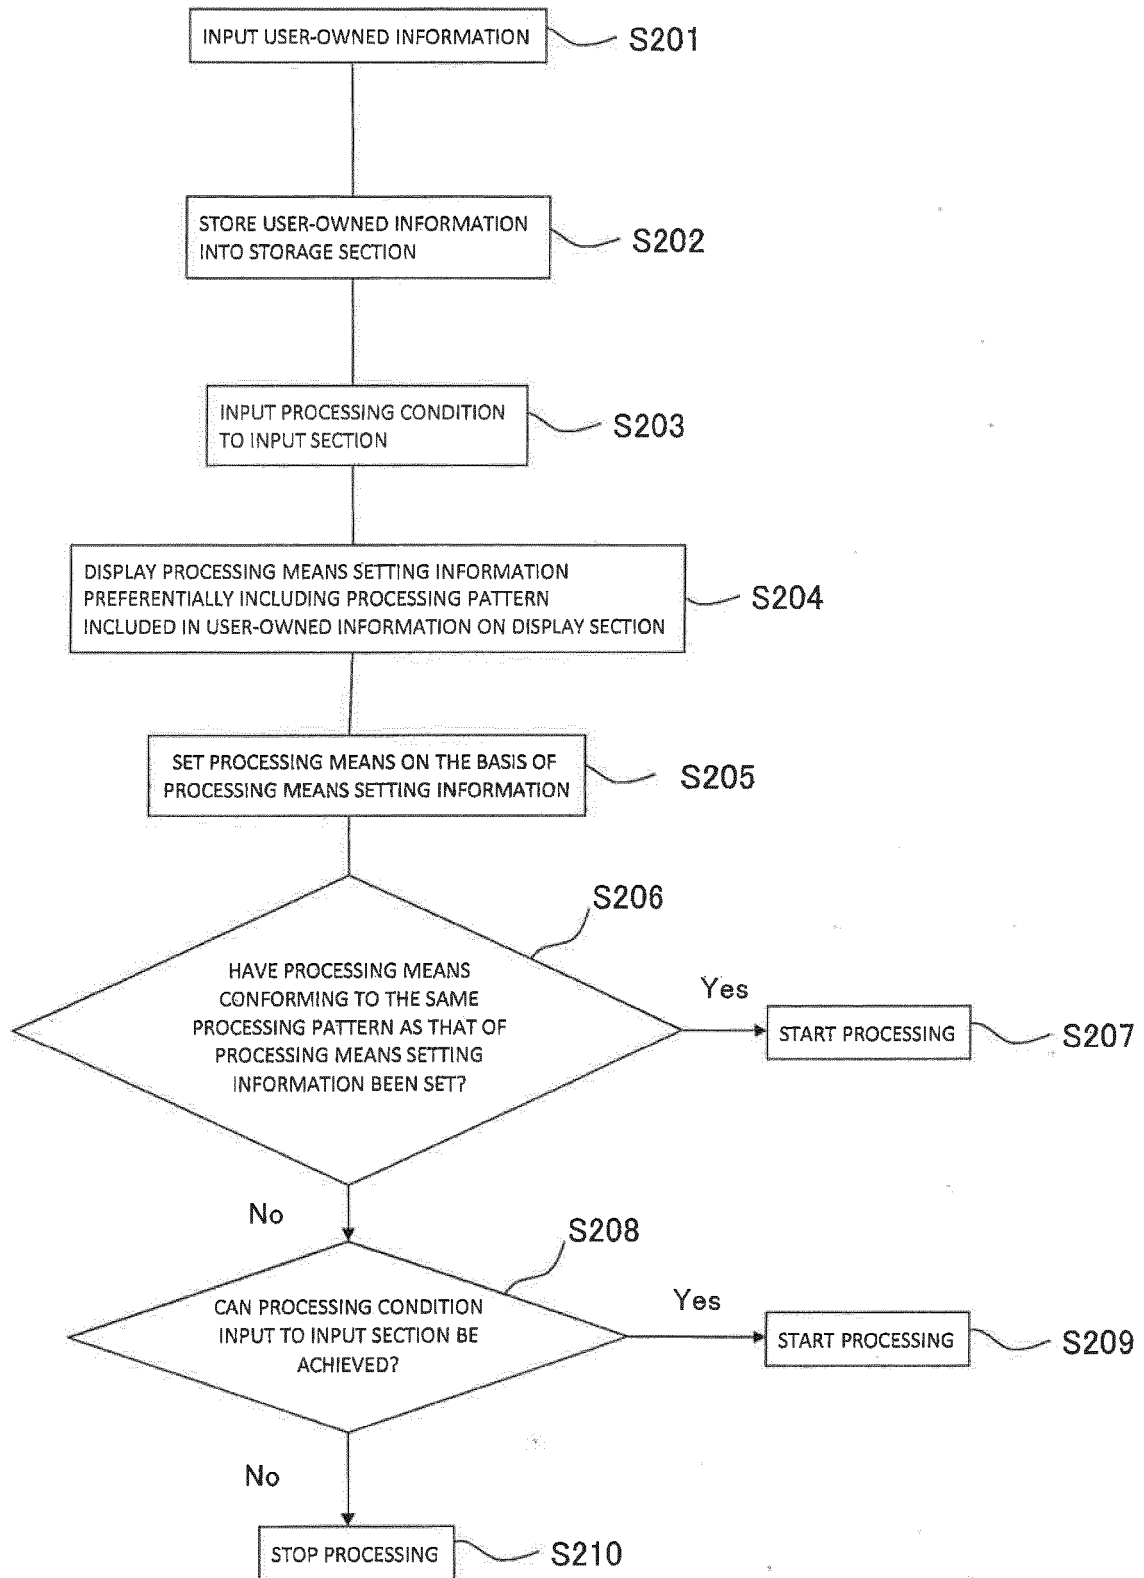 INPUT USER-OWNED INFORMATION
S201
STORE USER-OWNED INFORMATION
INTO STORAGE SECTION
S202
INPUT PROCESSING CONDITION
TO INPUT SECTION
S203
DISPLAY PROCESSING MEANS SETTING INFORMATION
PREFERENTIALLY INCLUDING PROCESSING PATTERN
INCLUDED IN USER-OWNED INFORMATION ON DISPLAY SECTION
S204
SET PROCESSING MEANS ON THE BASIS OF
PROCESSING MEANS SETTING INFORMATION
S205
S206
HAVE PROCESSING MEANS
CONFORMING TO THE SAME
PROCESSING PATTERN AS THAT OF
PROCESSING MEANS SETTING
INFORMATION BEEN SET?
Yes
START PROCESSING
S207
No
S208
CAN PROCESSING CONDITION
INPUT TO INPUT SECTION BE
ACHIEVED?
Yes
START PROCESSING
S209
No
STOP PROCESSING
S210